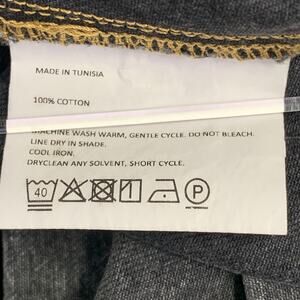 MADE IN TUNISIA
100% COTTON
MACHINE WASH WARM, GENTLE CYCLE. DO NOT BLEACH.
LINE DRY IN SHADE.
COOL IRON.
DRYCLEAN ANY SOLVENT, SHORT CYCLE.
40 P